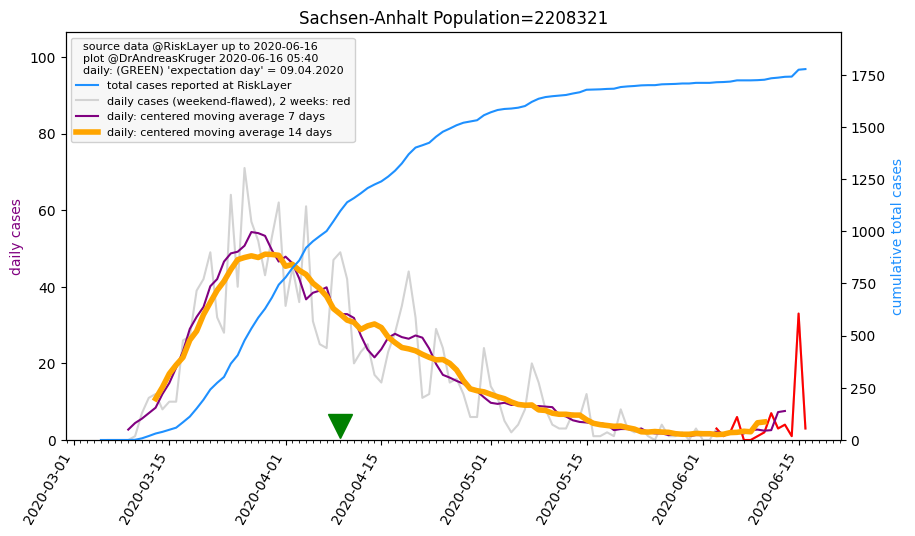 Sachsen-Anhalt Population=2208321
source data @RiskLayer up to 2020-06-16
plot @DrAndreasKruger 2020-06-16 05:40
daily: (GREEN) 'expectation day' = 09.04.2020
total cases reported at RiskLayer
daily cases (weekend-flawed), 2 weeks: red
daily: centered moving average 7 days
daily: centered moving average 14 days
daily cases
100
80
60
40
20
0
cumulative total cases
1750
1500
1250
1000
750
500
250
0
2020-03-01
2020-03-15
2020-04-01
2020-04-15
2020-05-01
2020-05-15
2020-06-01
2020-06-15